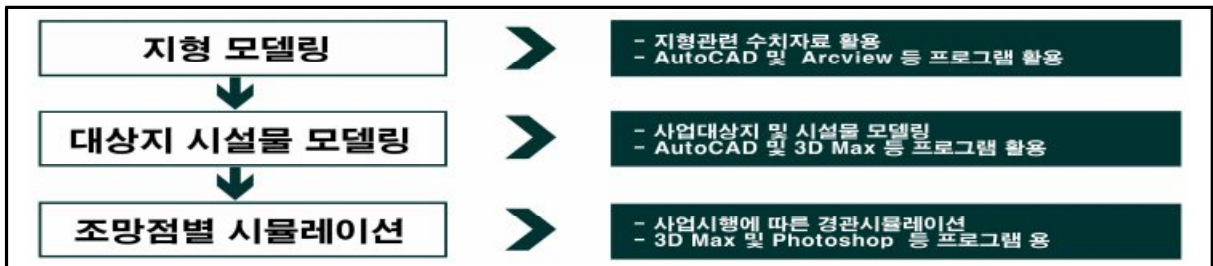 지형 모델링
- 지형관련 수치자료 활용
- AutoCAD 및 Arcview 등 프로그램 활용
대상지 시설물 모델링
- 사업대상지 및 시설물 모델링
- AutoCAD 및 3D Max 등 프로그램 활용
조망점별 시뮬레이션
- 사업시행에 따른 경관시뮬레이션
- 3D Max 및 Photoshop 등 프로그램 용